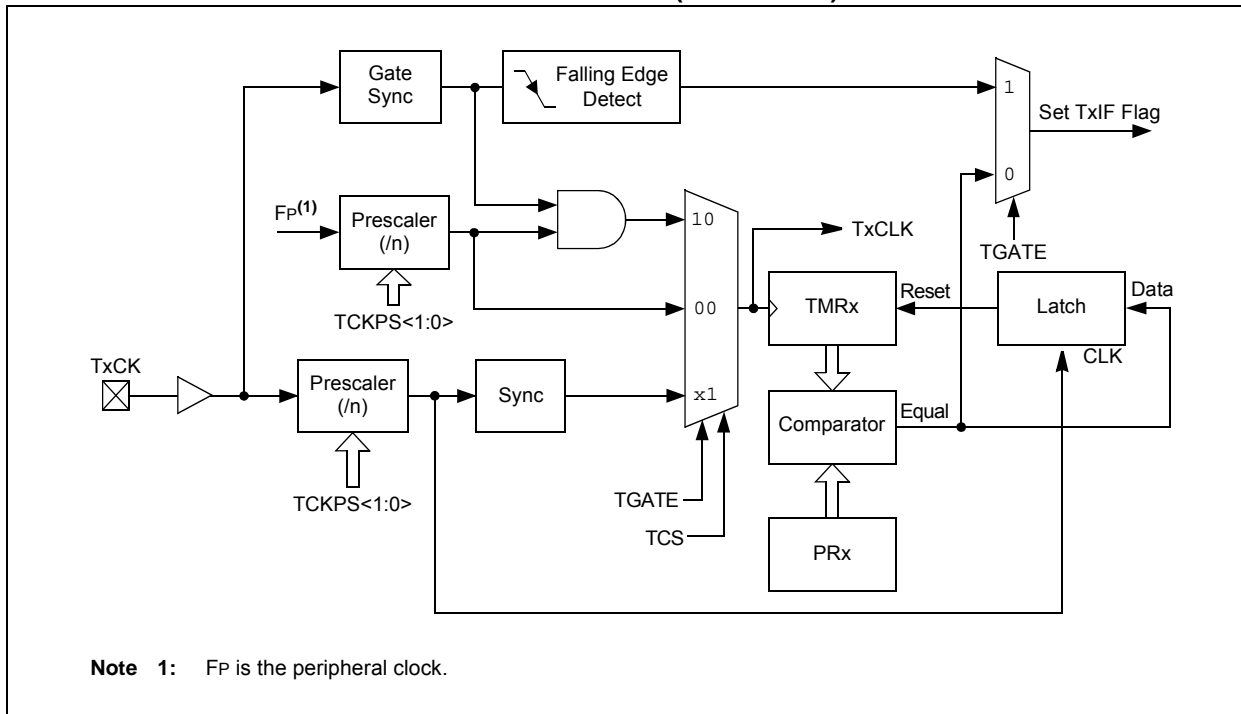 Gate
Sync
Falling Edge
Detect
1
Set TxIF Flag
0
FP(1)
Prescaler
(/n)
10
TxCLK
TGATE
TCKPS<1:0>
00
TMRx
Reset
Latch
Data
CLK
TxCK
Prescaler
(/n)
Sync
x1
Comparator
Equal
TCKPS<1:0>
TGATE
TCS
PRx
Note 1: FP is the peripheral clock.